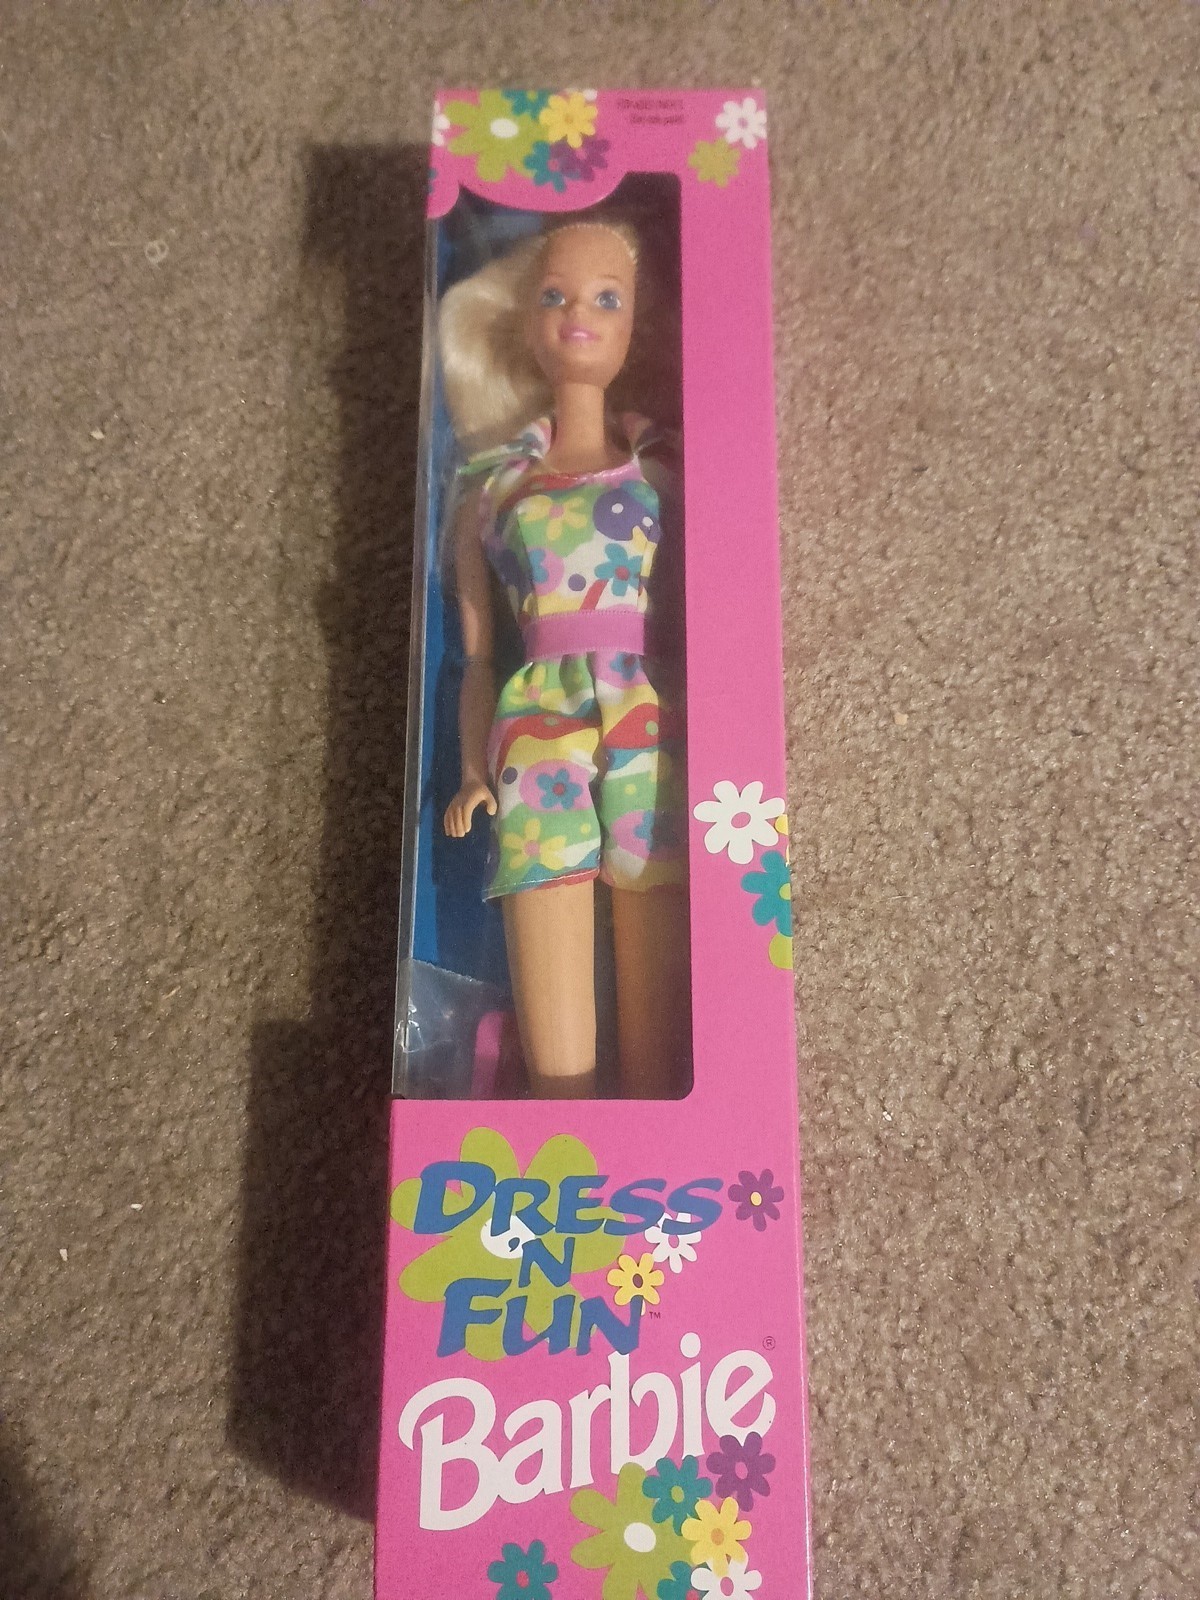 DRESS
'N
FUN™
Barbie®